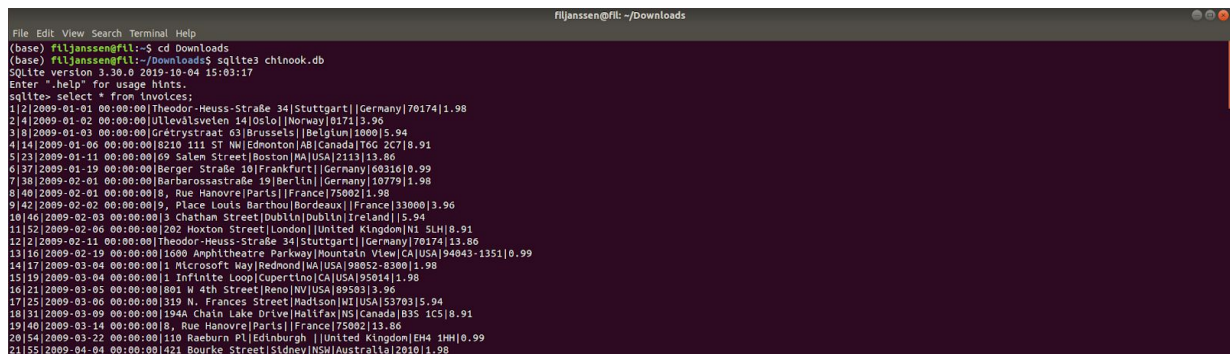 filjanssen@fil: ~/Downloads
File Edit View Search Terminal Help
(base) filjanssen@fil:~$ cd Downloads
(base) filjanssen@fil:~/Downloads$ sqlite3 chinook.db
SQLite version 3.30.0 2019-10-04 15:03:17
Enter ".help" for usage hints.
sqlite> select * from invoices;
1|2|2009-01-01 00:00:00|Theodor-Heuss-Straße 34|Stuttgart||Germany|70174|1.98
2|4|2009-01-02 00:00:00|Ullevålsveien 14|Oslo||Norway|0171|3.96
3|8|2009-01-03 00:00:00|Grétrystraat 63|Brussels||Belgium|1000|5.94
4|14|2009-01-06 00:00:00|8210 111 ST NW|Edmonton|AB|Canada|T6G 2C7|8.91
5|23|2009-01-11 00:00:00|69 Salem Street|Boston|MA|USA|2113|13.86
6|37|2009-01-19 00:00:00|Berger Straße 10|Frankfurt||Germany|60316|0.99
7|38|2009-02-01 00:00:00|Barbarossastraße 19|Berlin||Germany|10779|1.98
8|40|2009-02-01 00:00:00|8, Rue Hanovre|Paris||France|75002|1.98
9|42|2009-02-02 00:00:00|9, Place Louis Barthou|Bordeaux||France|33000|3.96
10|46|2009-02-03 00:00:00|3 Chatham Street|Dublin|Dublin|Ireland||5.94
11|52|2009-02-06 00:00:00|202 Hoxton Street|London||United Kingdom|N1 5LH|8.91
12|2|2009-02-11 00:00:00|Theodor-Heuss-Straße 34|Stuttgart||Germany|70174|13.86
13|16|2009-02-19 00:00:00|1600 Amphitheatre Parkway|Mountain View|CA|USA|94043-1351|0.99
14|17|2009-03-04 00:00:00|1 Microsoft Way|Redmond|WA|USA|98052-8300|1.98
15|19|2009-03-04 00:00:00|1 Infinite Loop|Cupertino|CA|USA|95014|1.98
16|21|2009-03-05 00:00:00|801 W 4th Street|Reno|NV|USA|89503|3.96
17|25|2009-03-06 00:00:00|319 N. Frances Street|Madison|WI|USA|53703|5.94
18|31|2009-03-09 00:00:00|194A Chain Lake Drive|Halifax|NS|Canada|B3S 1C5|8.91
19|40|2009-03-14 00:00:00|8, Rue Hanovre|Paris||France|75002|13.86
20|54|2009-03-22 00:00:00|110 Raeburn Pl|Edinburgh ||United Kingdom|EH4 1HH|0.99
21|55|2009-04-04 00:00:00|421 Bourke Street|Sidney|NSW|Australia|2010|1.98